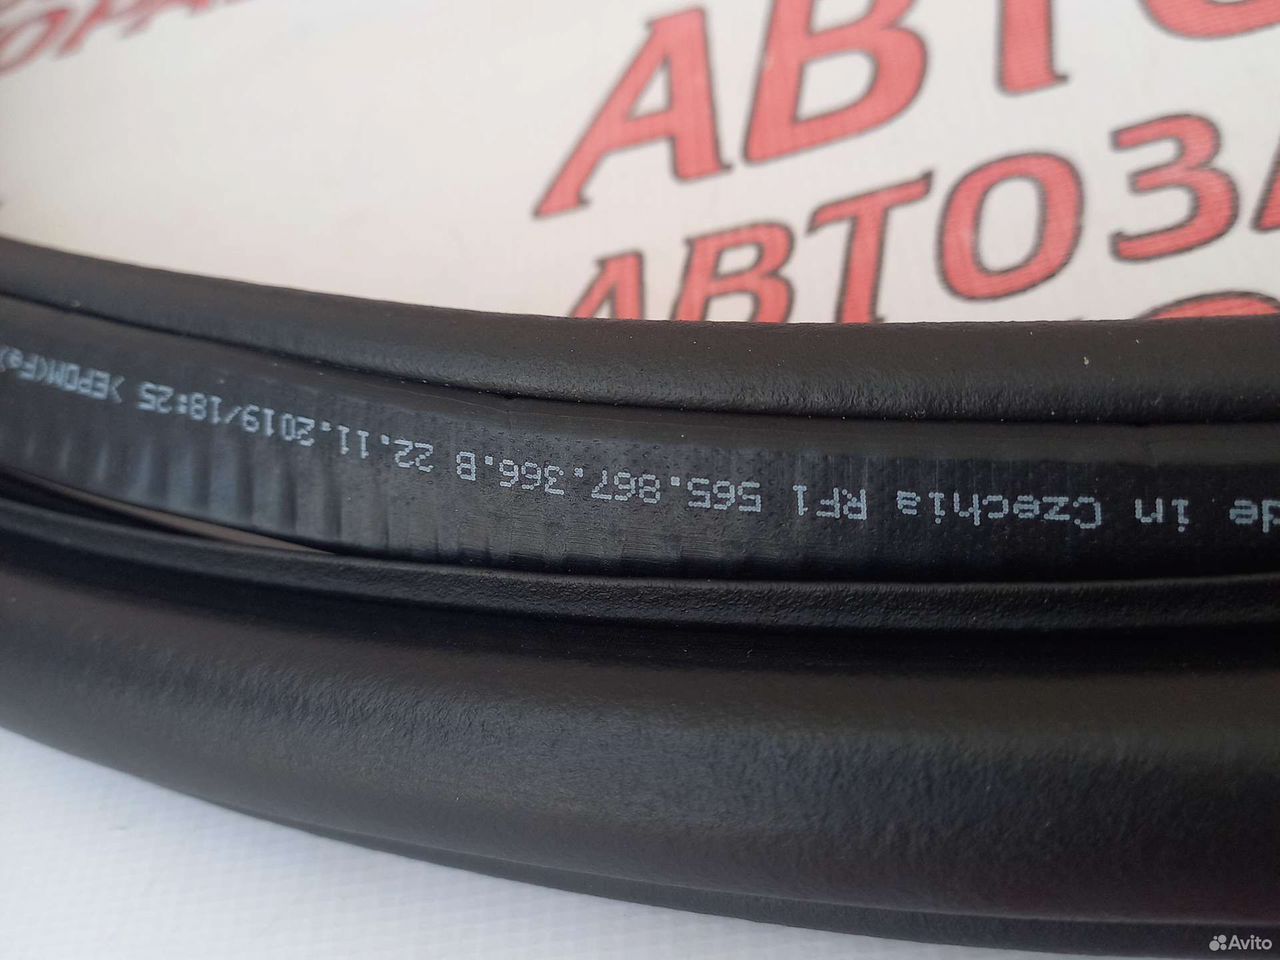 АВТО
АВТОЗА
de in Czechia RF1 565.867.366.B 22.11.2019/18:25 >EPDM(Fe)
Avito